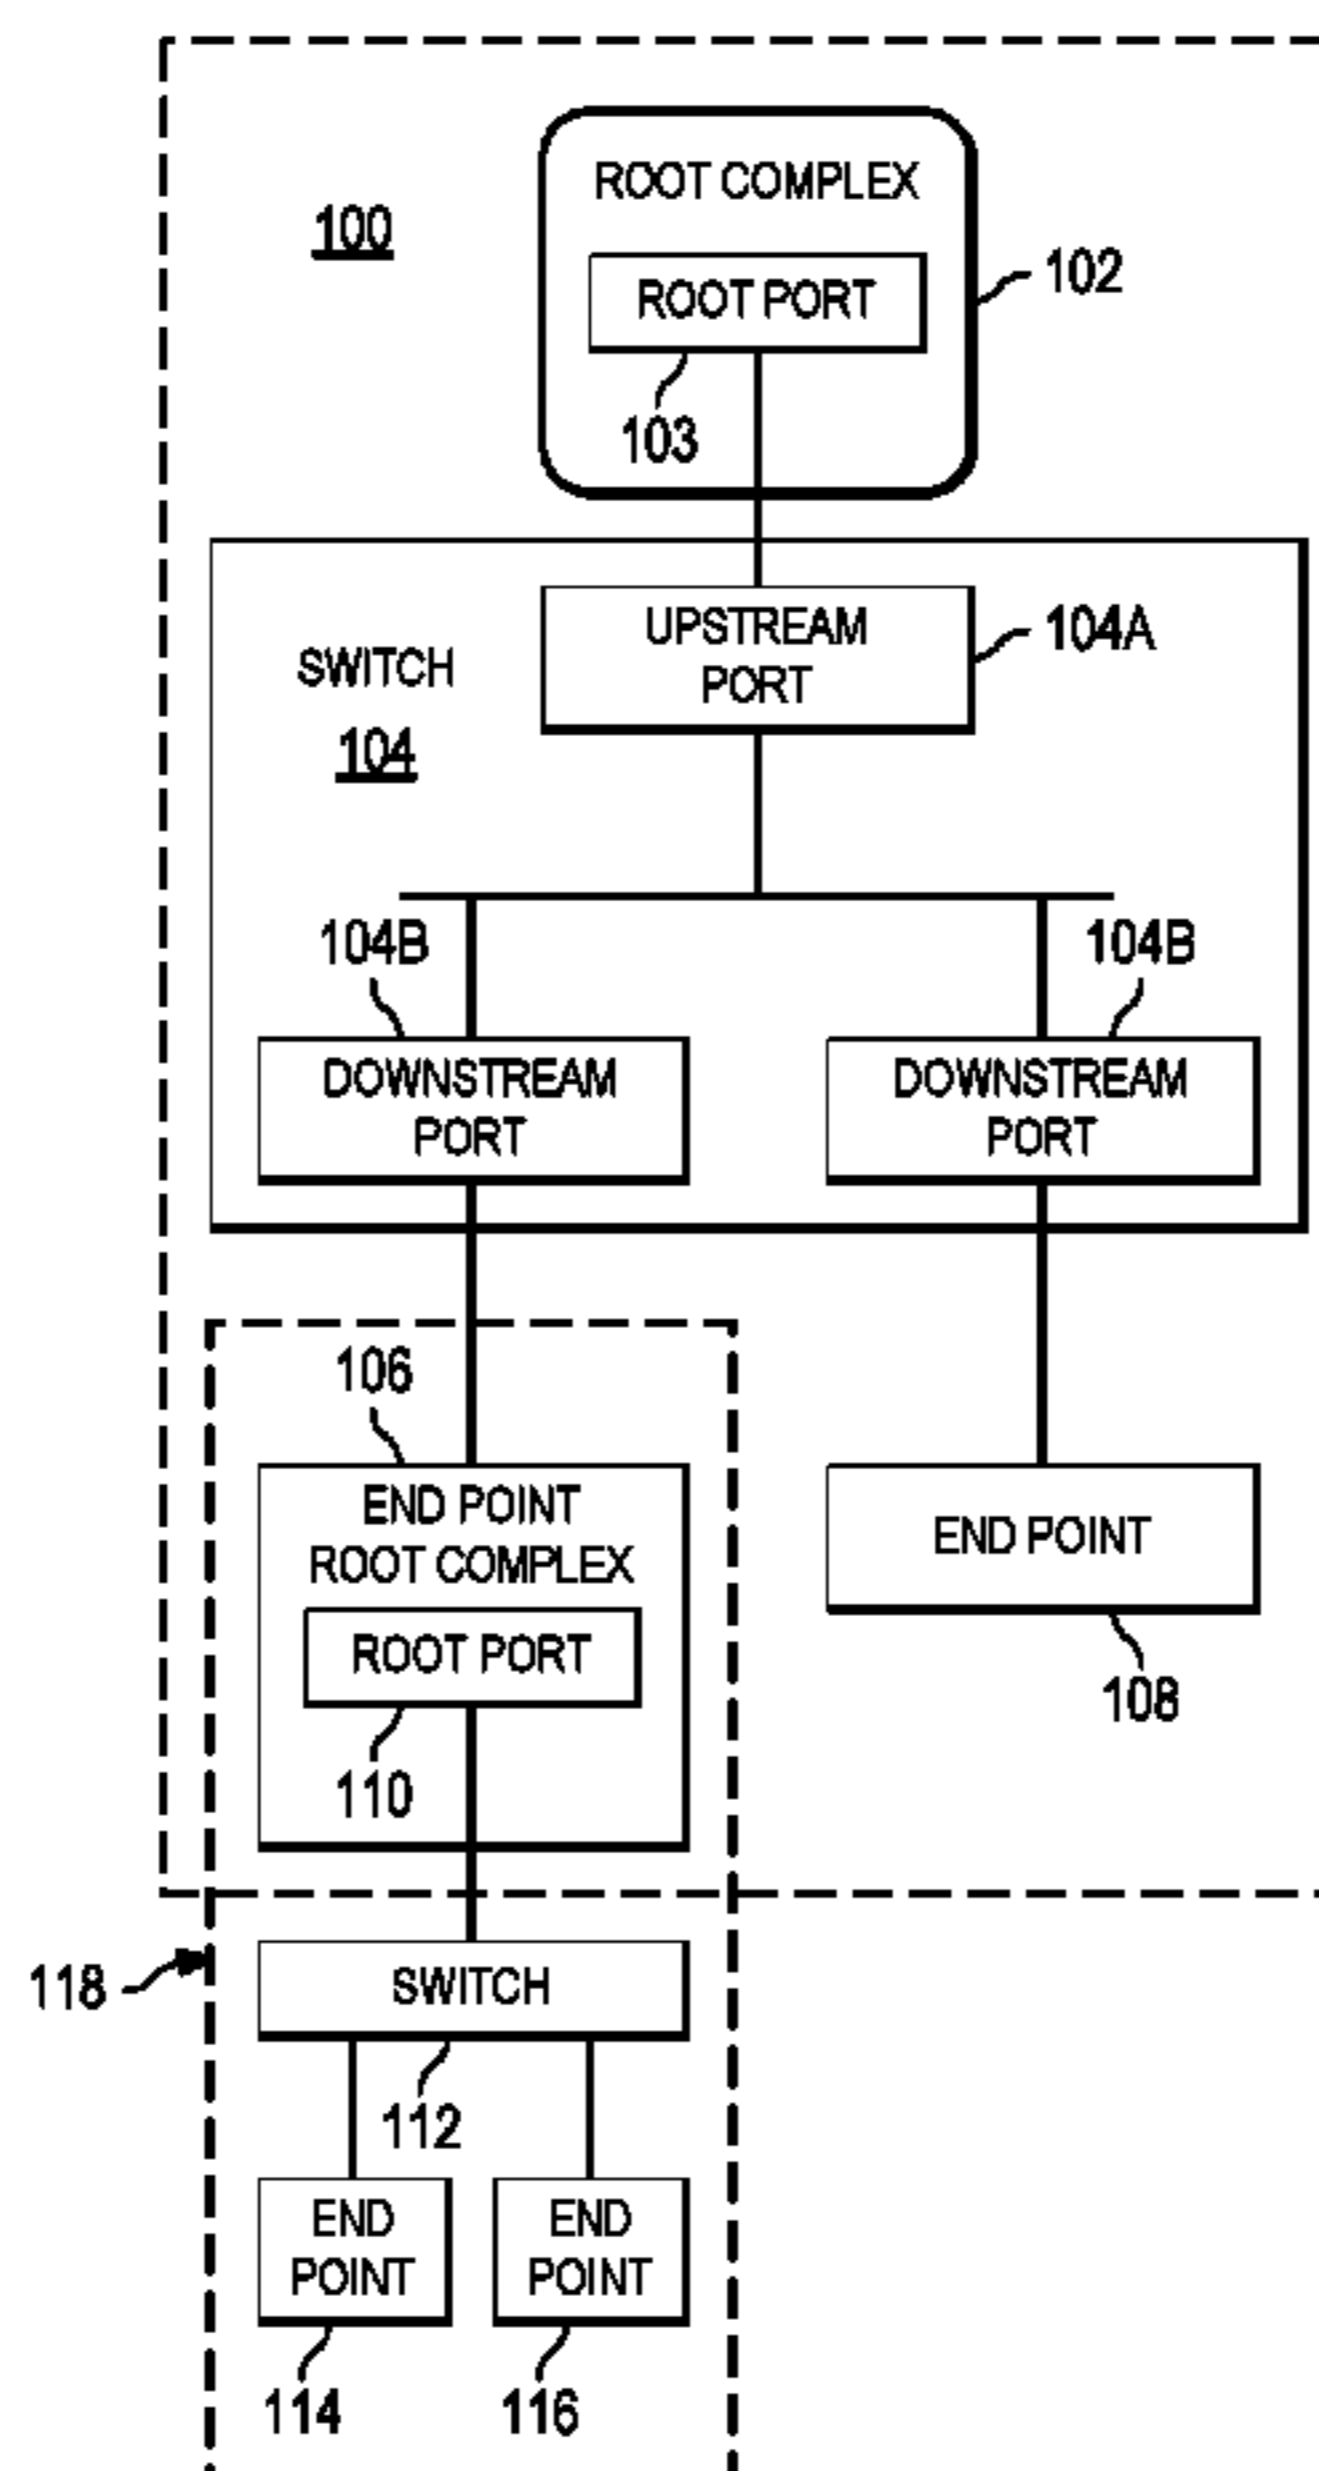 ROOT COMPLEX
100
ROOT PORT
102
103
UPSTREAM
PORT
104A
SWITCH
104
104B
104B
DOWNSTREAM
PORT
DOWNSTREAM
PORT
106
END POINT
ROOT COMPLEX
END POINT
ROOT PORT
108
110
118
SWITCH
112
END
POINT
END
POINT
114
116